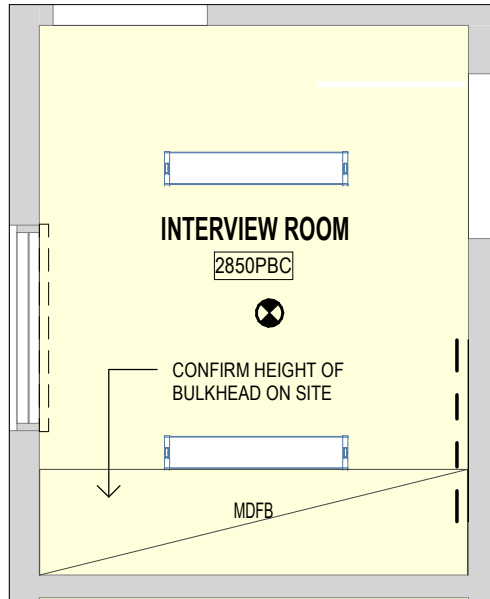 INTERVIEW ROOM
2850PBC
CONFIRM HEIGHT OF
BULKHEAD ON SITE
MDFB